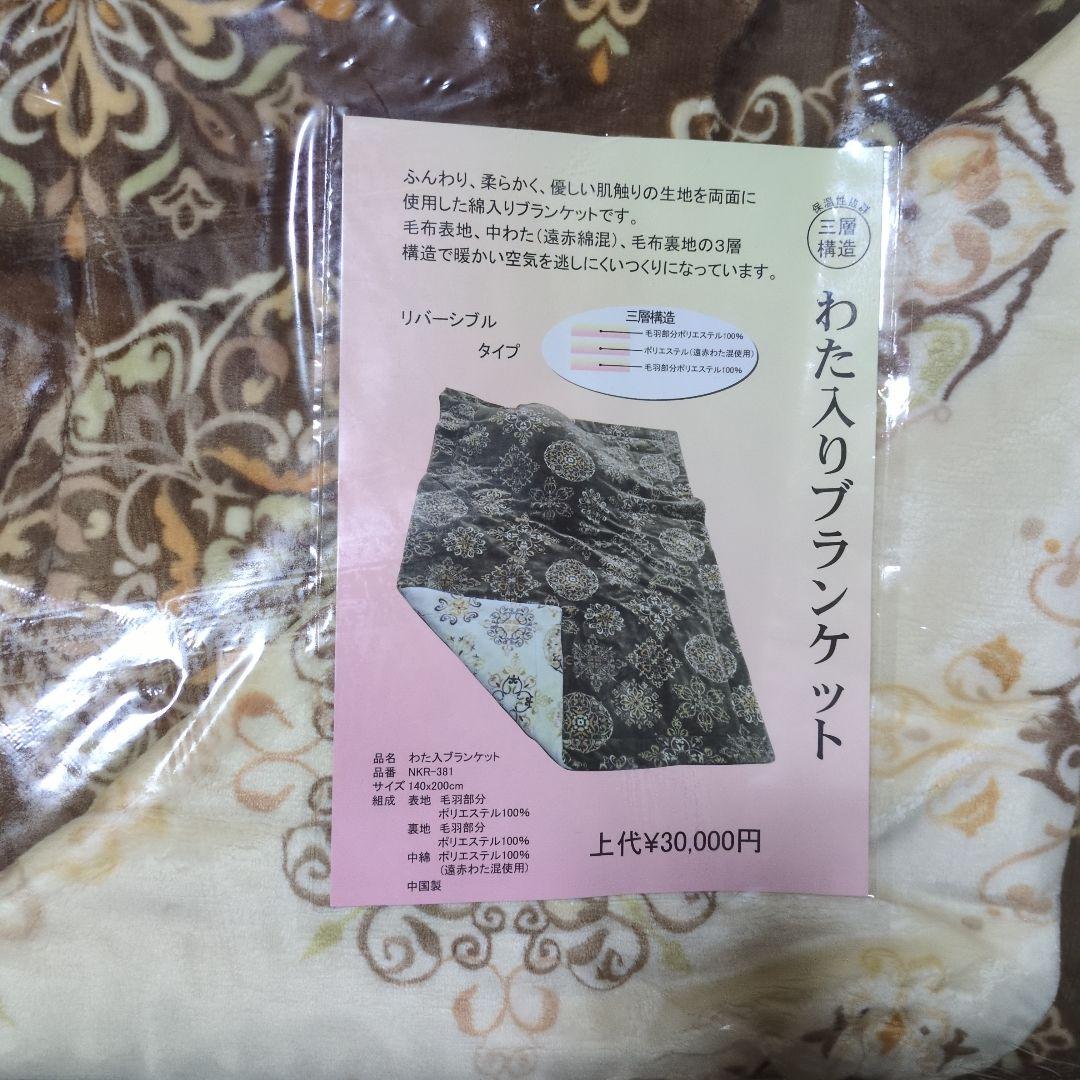 ふんわり、柔らかく、優しい肌触りの生地を両面に
使用した綿入りブランケットです。
毛布表地、中わた(遠赤綿混)、毛布裏地の3層
構造で暖かい空気を逃しにくいつくりになっています。
保温性抜群
三層
構造
わた入りブランケット
リバーシブル
タイプ
三層構造
毛羽部分ポリエステル100%
ポリエステル(遠赤わた混使用)
毛羽部分ポリエステル100%
品名 わた入ブランケット
品番 NKR-381
サイズ 140x200cm
組成 表地 毛羽部分
ポリエステル100%
裏地 毛羽部分
ポリエステル100%
中綿 ポリエステル100%
(遠赤わた混使用)
中国製
上代¥30,000円